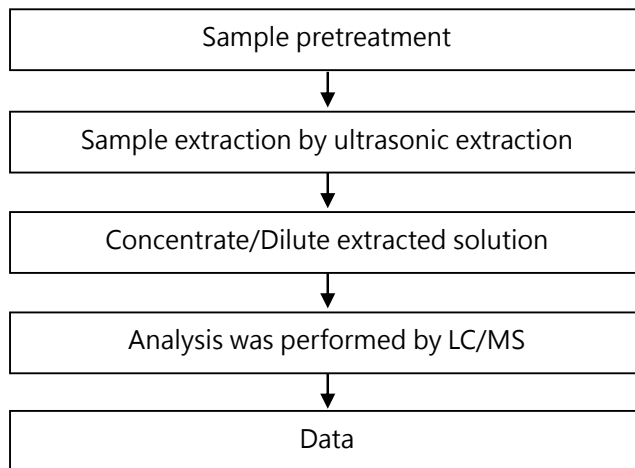 Sample pretreatment
Sample extraction by ultrasonic extraction
Concentrate/Dilute extracted solution
Analysis was performed by LC/MS
Data